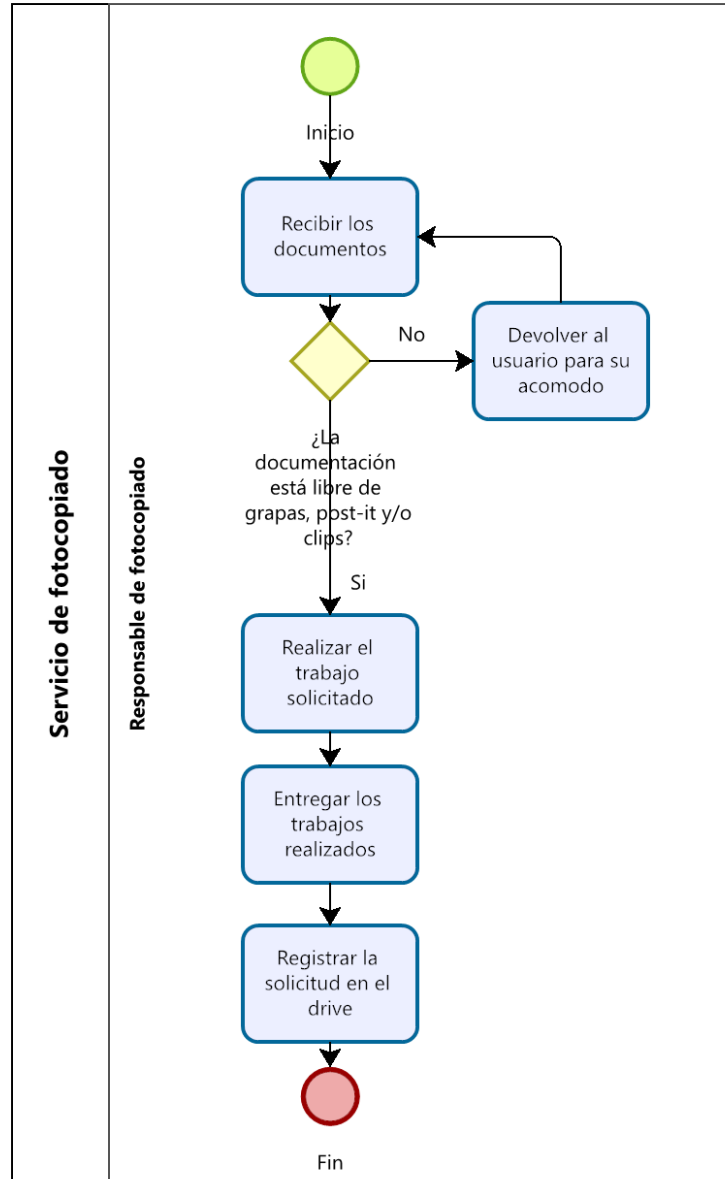 Servicio de fotocopiado
Responsable de fotocopiado
Inicio
Recibir los
documentos
No
Devolver al
usuario para su
acomodo
¿La
documentación
está libre de
grapas, post-it y/o
clips?
Si
Realizar el
trabajo
solicitado
Entregar los
trabajos
realizados
Registrar la
solicitud en el
drive
Fin